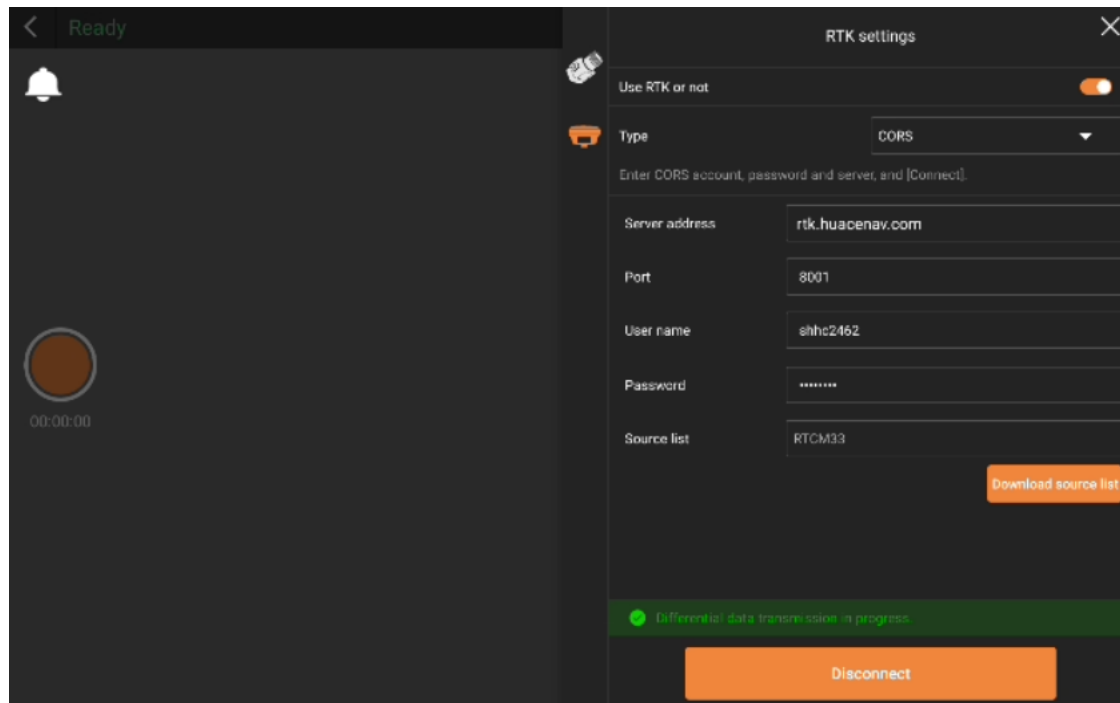 Ready
00:00:00
RTK settings
Use RTK or not
Type CORS
Enter CORS account, password and server, and [Connect].
Server address rtk.huacenav.com
Port 8001
User name shhc2462
Password ••••••••
Source list RTCM33
Download source list
Differential data transmission in progress
Disconnect